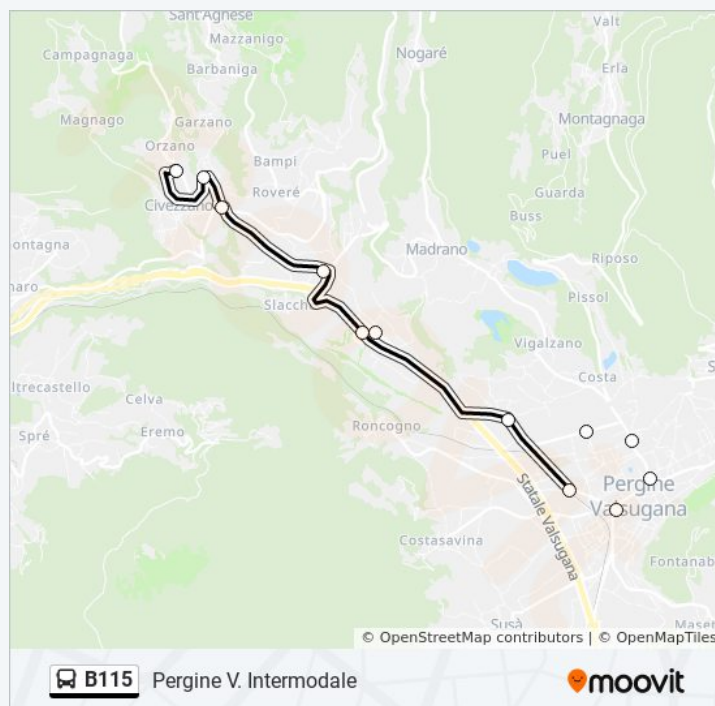 Sant'Agnese
Campagnaga
Mazzanigo
Barbaniga
Nogaré
Valt
Erla
Magnago
Garzano
Montagnaga
Orzano
Bampi
Puel
Roveré
Guarda
Civezzano
Buss
ontagna
Madrano
Riposo
naro
Pissol
Slacche
Vigalzano
Costa
S
ltrecastello
Celva
Spré
Eremo
Roncogno
Pergine
Valsugana
Statale Valsugana
Costasavina
Fontanab
Susà
Maser
© OpenStreetMap contributors | © OpenMapTiles
B115 Pergine V. Intermodale
moovit